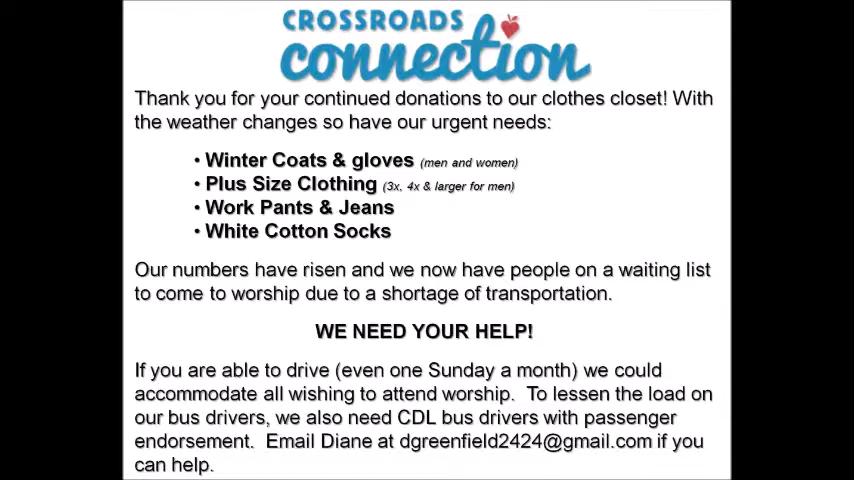 CROSSROADS
connection
Thank you for your continued donations to our clothes closet! With
the weather changes so have our urgent needs:
• Winter Coats & gloves (men and women)
• Plus Size Clothing (3x, 4x & larger for men)
• Work Pants & Jeans
• White Cotton Socks
Our numbers have risen and we now have people on a waiting list
to come to worship due to a shortage of transportation.
WE NEED YOUR HELP!
If you are able to drive (even one Sunday a month) we could
accommodate all wishing to attend worship. To lessen the load on
our bus drivers, we also need CDL bus drivers with passenger
endorsement. Email Diane at dgreenfield2424@gmail.com if you
can help.